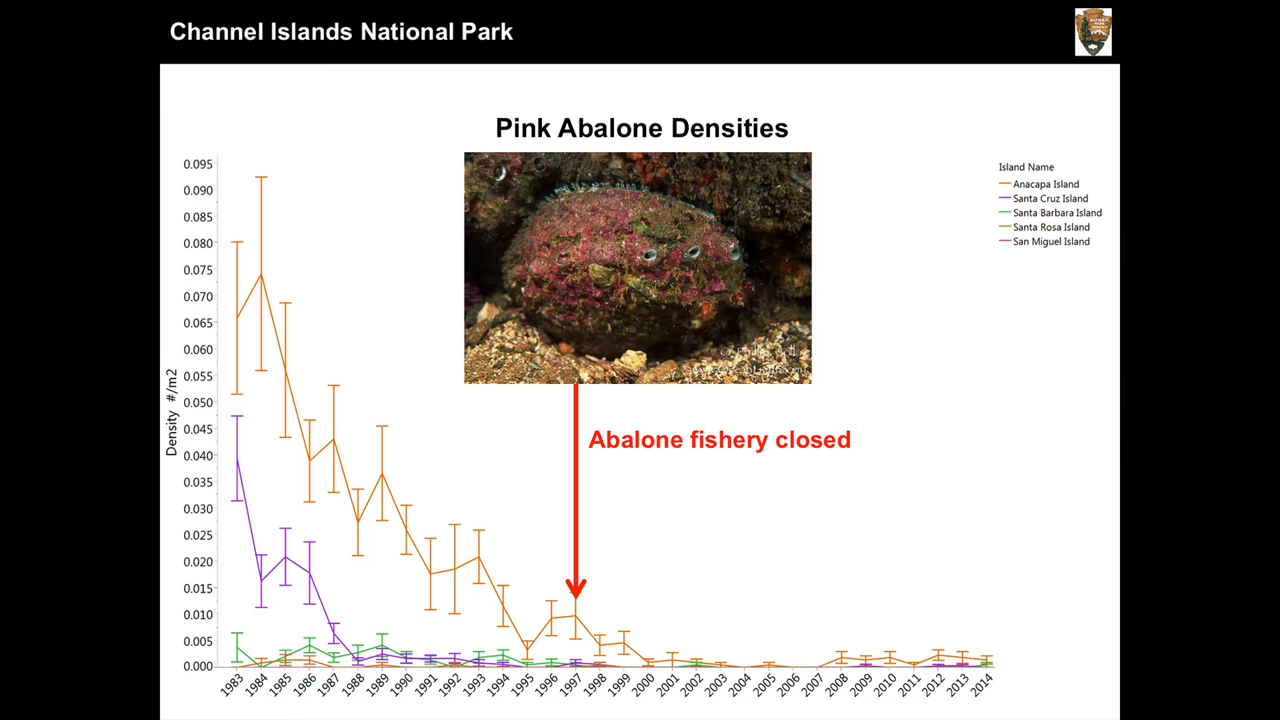 Channel Islands National Park
NATIONAL
PARK
SERVICE
Pink Abalone Densities
0.095
0.090
0.085
0.080
0.075
0.070
0.065
0.060
0.055
0.050
0.045
0.040
0.035
0.030
0.025
0.020
0.015
0.010
0.005
0.000
Density #/m2
Island Name
Anacapa Island
Santa Cruz Island
Santa Barbara Island
Santa Rosa Island
San Miguel Island
Abalone fishery closed
1983 1984 1985 1986 1987 1988 1989 1990 1991 1992 1993 1994 1995 1996 1997 1998 1999 2000 2001 2002 2003 2004 2005 2006 2007 2008 2009 2010 2011 2012 2013 2014